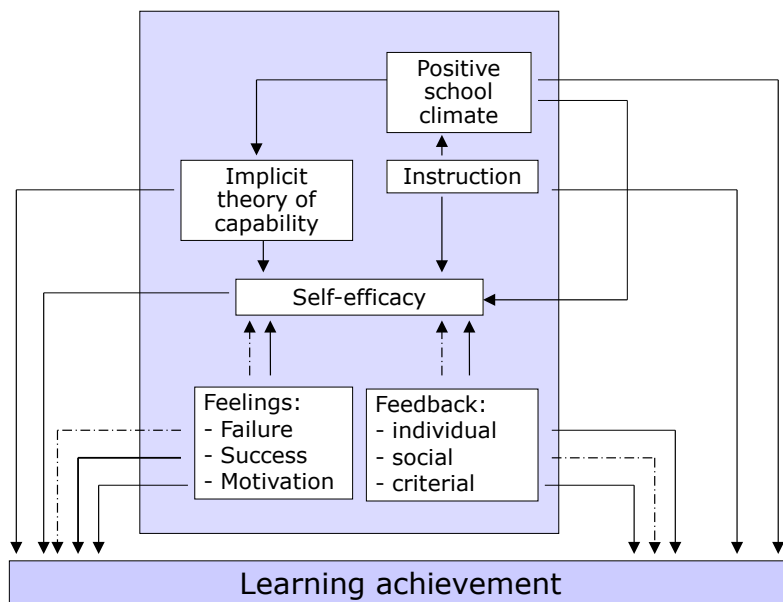 Positive
school
climate
Implicit
theory of
capability
Instruction
Self-efficacy
Feelings:
- Failure
- Success
- Motivation
Feedback:
- individual
- social
- criterial
Learning achievement